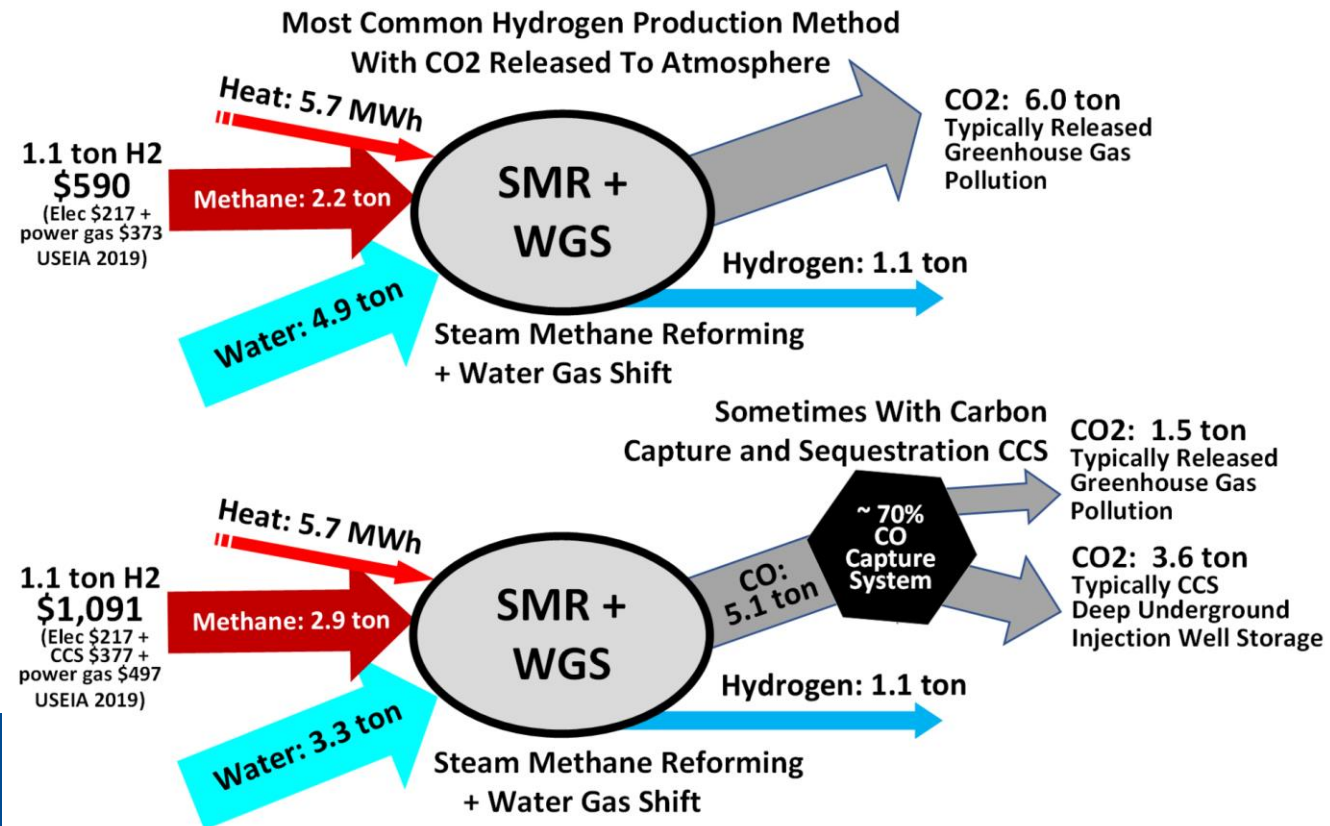 Most Common Hydrogen Production Method
With CO2 Released To Atmosphere
Heat: 5.7 MWh
1.1 ton H2
$590
(Elec $217 +
power gas $373
USEIA 2019)
Methane: 2.2 ton
Water: 4.9 ton
SMR +
WGS
CO2: 6.0 ton
Typically Released
Greenhouse Gas
Pollution
Hydrogen: 1.1 ton
Steam Methane Reforming
+ Water Gas Shift
Sometimes With Carbon
Capture and Sequestration CCS
Heat: 5.7 MWh
1.1 ton H2
$1,091
(Elec $217 +
CCS $377 +
power gas $497
USEIA 2019)
Methane: 2.9 ton
Water: 3.3 ton
SMR +
WGS
CO:
5.1 ton
~ 70%
CO
Capture
System
CO2: 1.5 ton
Typically Released
Greenhouse Gas
Pollution
CO2: 3.6 ton
Typically CCS
Deep Underground
Injection Well Storage
Hydrogen: 1.1 ton
Steam Methane Reforming
+ Water Gas Shift